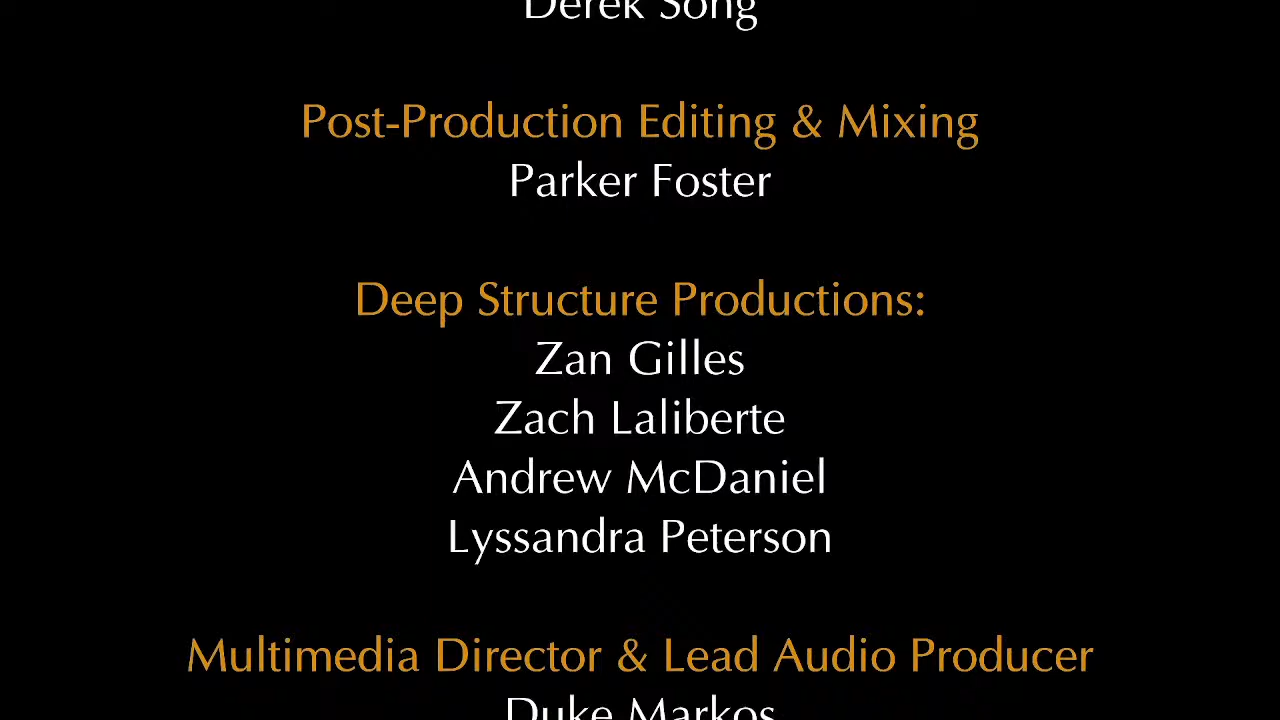 Derek Song
Post-Production Editing & Mixing
Parker Foster
Deep Structure Productions:
Zan Gilles
Zach Laliberte
Andrew McDaniel
Lyssandra Peterson
Multimedia Director & Lead Audio Producer
Duke Markos